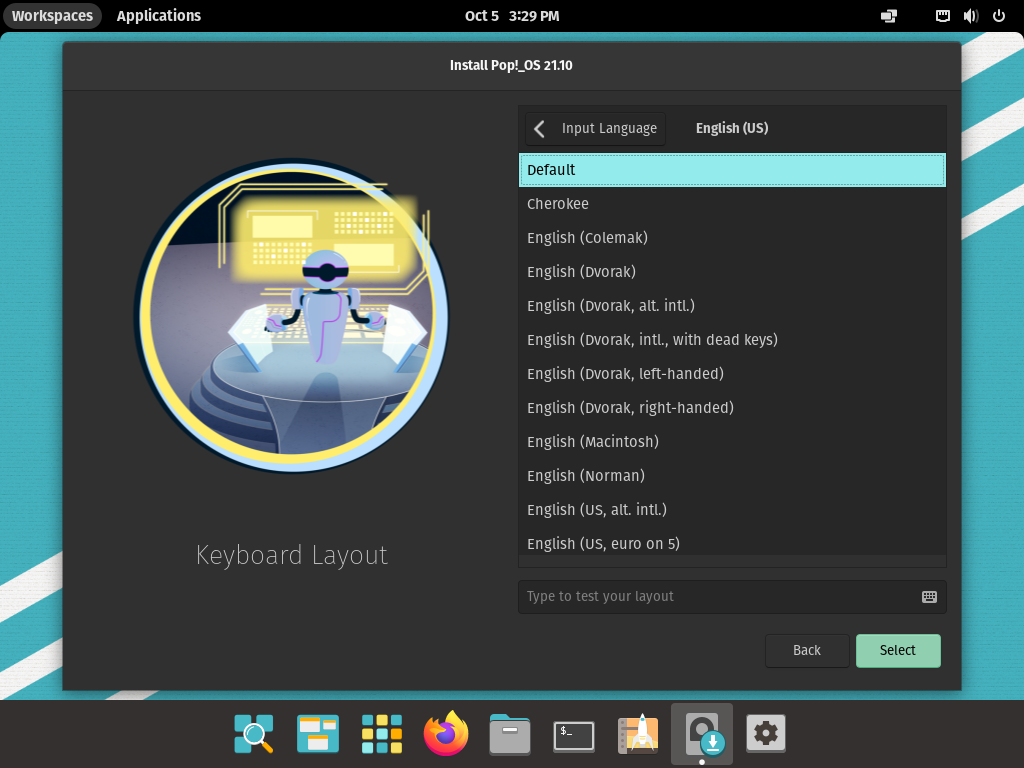 Workspaces Applications Oct 5 3:29 PM
Install Pop!_OS 21.10
Input Language English (US)
Default
Cherokee
English (Colemak)
English (Dvorak)
English (Dvorak, alt. intl.)
English (Dvorak, intl., with dead keys)
English (Dvorak, left-handed)
English (Dvorak, right-handed)
English (Macintosh)
English (Norman)
English (US, alt. intl.)
English (US, euro on 5)
Keyboard Layout
Type to test your layout
Back Select
$_